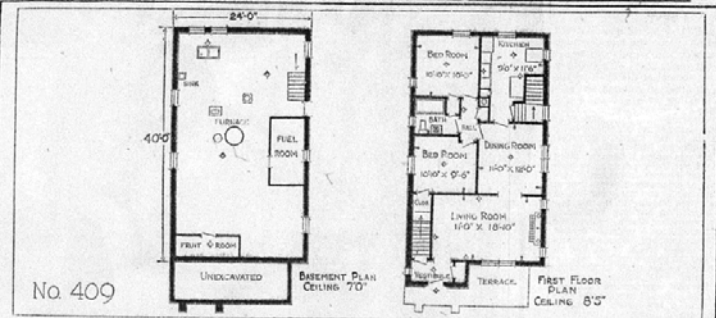 24'-0"
40'-0"
FURNACE
FUEL
ROOM
FRUIT ROOM
UNEXCAVATED
BASEMENT PLAN
CEILING 7'0"
No. 409
BED ROOM
KITCHEN
BATH
HALL
BED ROOM
DINING ROOM
CLOS
LIVING ROOM
VESTIBULE
TERRACE
FIRST FLOOR
PLAN
CEILING 8'5"